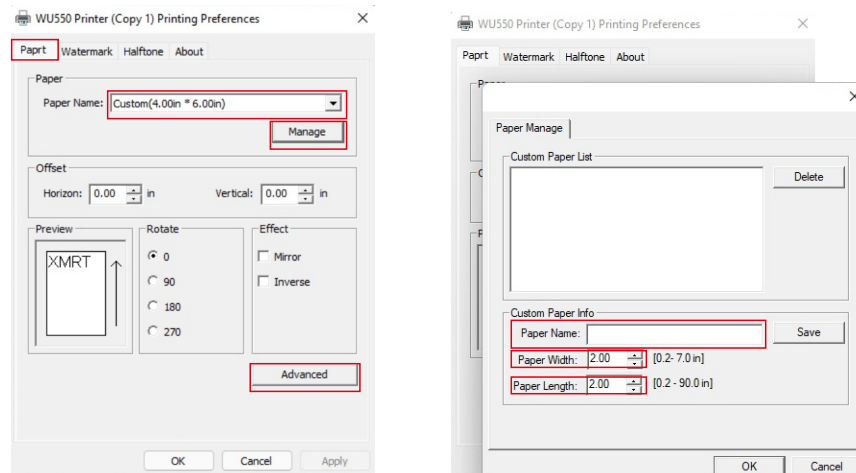 WU550 Printer (Copy 1) Printing Preferences
Paprt Watermark Halftone About
Paper
Paper Name: Custom(4.00in * 6.00in)
Manage
Offset
Horizon: 0.00 in Vertical: 0.00 in
Preview
XMRT
Rotate
0
90
180
270
Effect
Mirror
Inverse
Advanced
OK Cancel Apply
WU550 Printer (Copy 1) Printing Preferences
Paprt Watermark Halftone About
Paper Manage
Custom Paper List
Delete
Custom Paper Info
Paper Name: Save
Paper Width: 2.00 [0.2- 7.0 in]
Paper Length: 2.00 [0.2 - 90.0 in]
OK Cancel